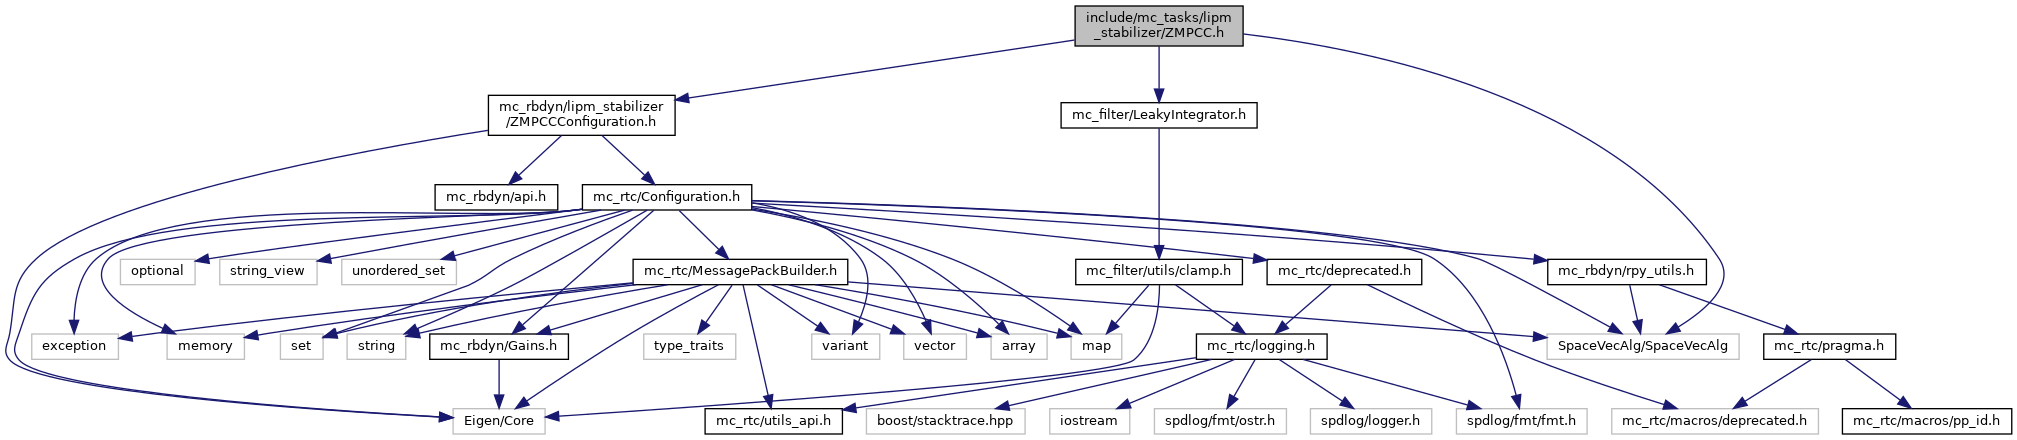 include/mc_tasks/lipm
_stabilizer/ZMPCC.h
mc_rbdyn/lipm_stabilizer
/ZMPCCConfiguration.h
mc_filter/LeakyIntegrator.h
mc_rbdyn/api.h
mc_rtc/Configuration.h
optional
string_view
unordered_set
mc_rtc/MessagePackBuilder.h
mc_filter/utils/clamp.h
mc_rtc/deprecated.h
mc_rbdyn/rpy_utils.h
exception
memory
set
string
mc_rbdyn/Gains.h
type_traits
variant
vector
array
map
mc_rtc/logging.h
SpaceVecAlg/SpaceVecAlg
mc_rtc/pragma.h
Eigen/Core
mc_rtc/utils_api.h
boost/stacktrace.hpp
iostream
spdlog/fmt/ostr.h
spdlog/logger.h
spdlog/fmt/fmt.h
mc_rtc/macros/deprecated.h
mc_rtc/macros/pp_id.h